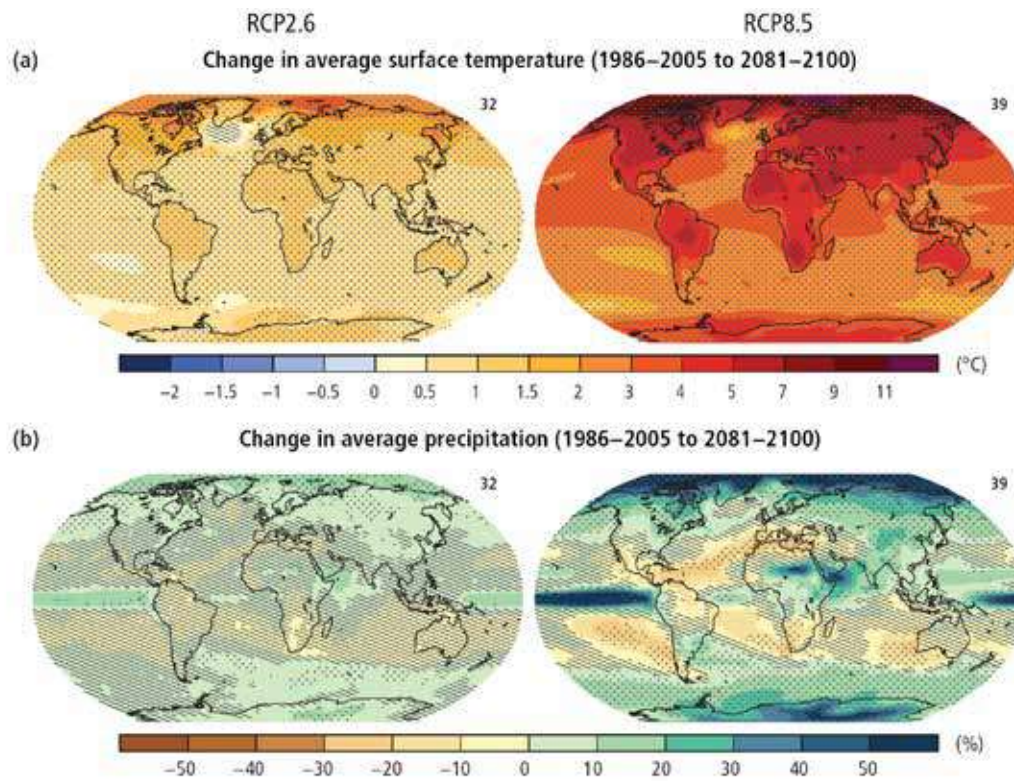 RCP2.6 RCP8.5
(a) Change in average surface temperature (1986–2005 to 2081–2100)
32 39
(°C)
−2 −1.5 −1 −0.5 0 0.5 1 1.5 2 3 4 5 7 9 11
(b) Change in average precipitation (1986–2005 to 2081–2100)
32 39
(%)
−50 −40 −30 −20 −10 0 10 20 30 40 50